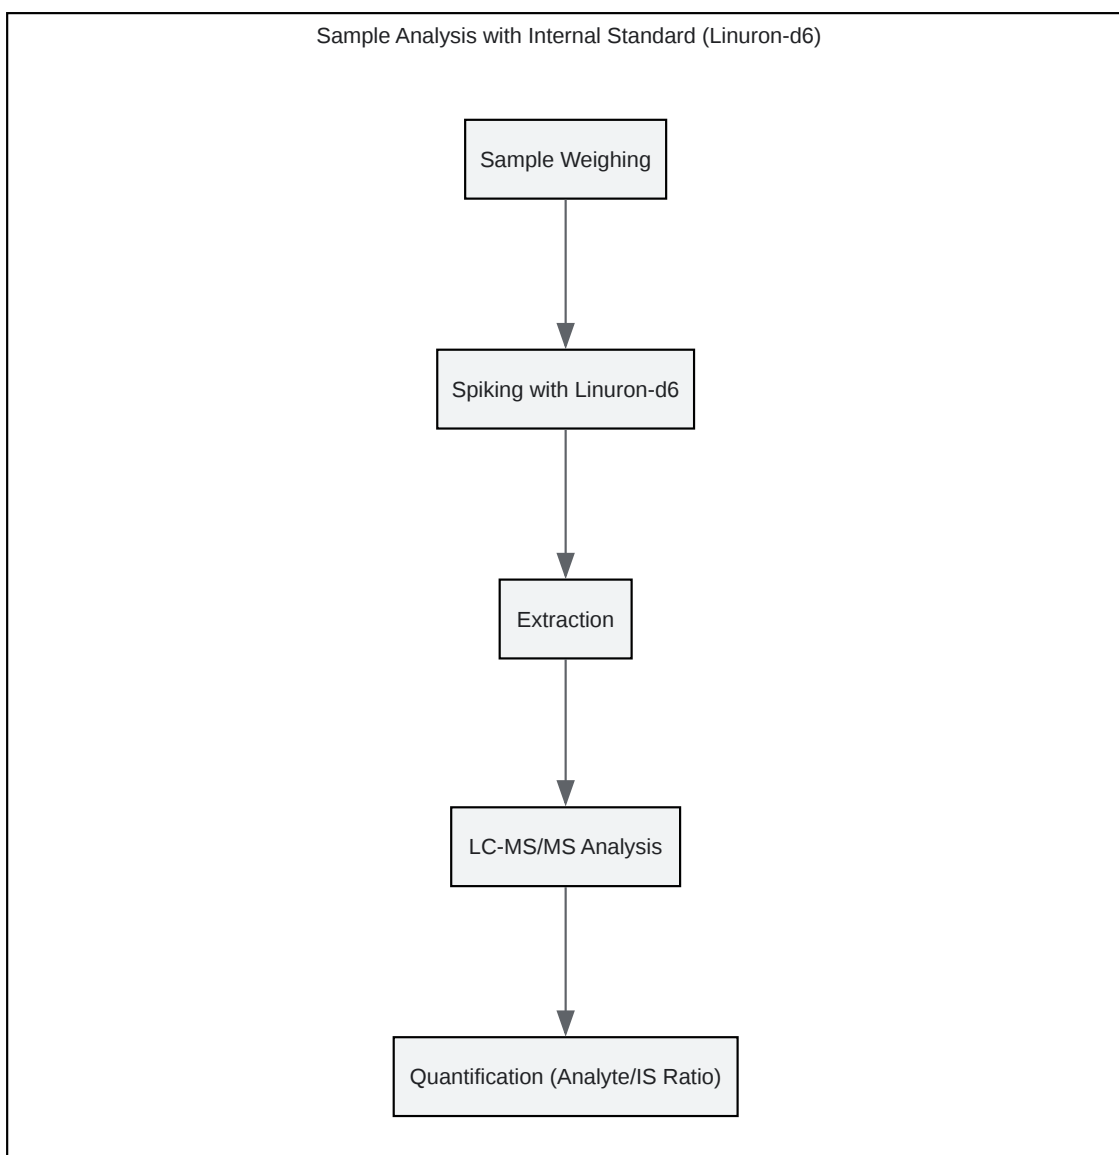 Sample Analysis with Internal Standard (Linuron-d6)
Sample Weighing
Spiking with Linuron-d6
Extraction
LC-MS/MS Analysis
Quantification (Analyte/IS Ratio)